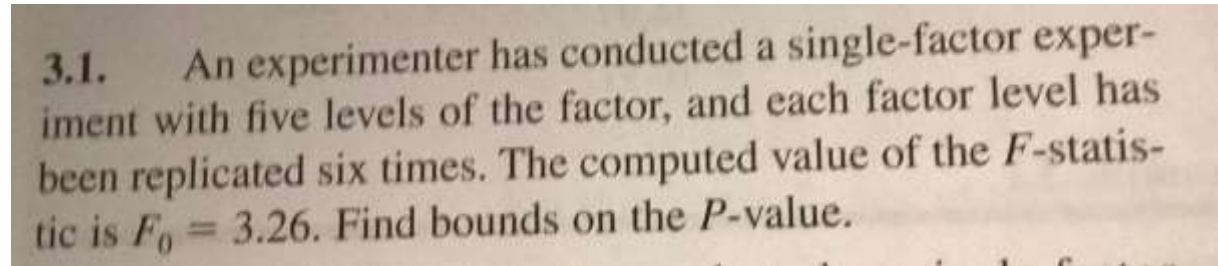 3.1. An experimenter has conducted a single-factor exper-
iment with five levels of the factor, and each factor level has
been replicated six times. The computed value of the F-statis-
tic is F₀ = 3.26. Find bounds on the P-value.